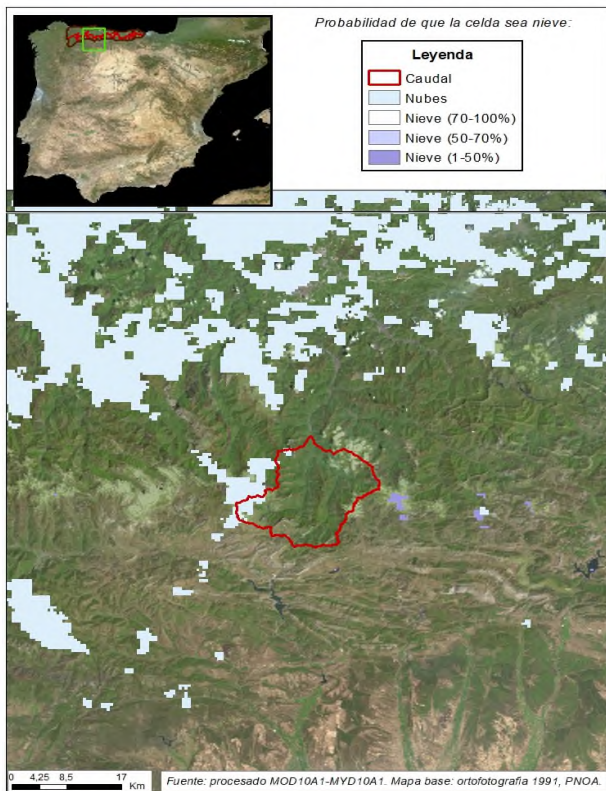 Probabilidad de que la celda sea nieve:
Leyenda
Caudal
Nubes
Nieve (70-100%)
Nieve (50-70%)
Nieve (1-50%)
0 4,25 8,5 17
Km
Fuente: procesado MOD10A1-MYD10A1. Mapa base: ortofotografia 1991, PNOA.